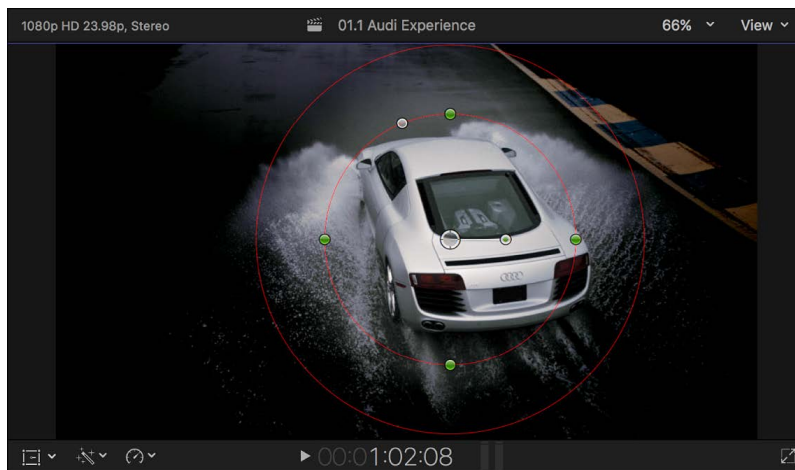 1080p HD 23.98p, Stereo
01.1 Audi Experience
66%
View
00:01:02:08